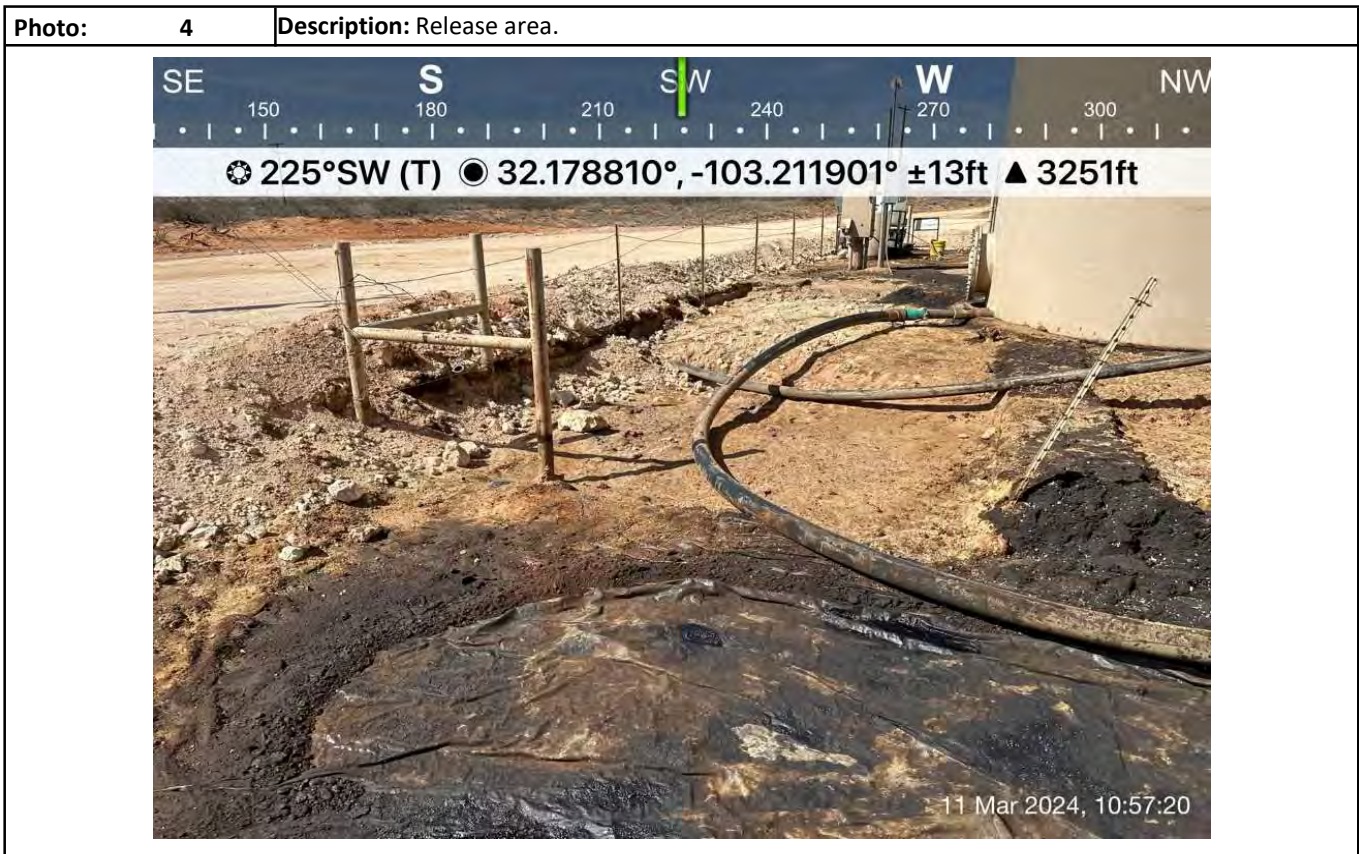 Photo: 4 Description: Release area.
SE S SW W NW
150 180 210 240 270 300
225°SW (T) 32.178810°, -103.211901° ±13ft ▲ 3251ft
11 Mar 2024, 10:57:20